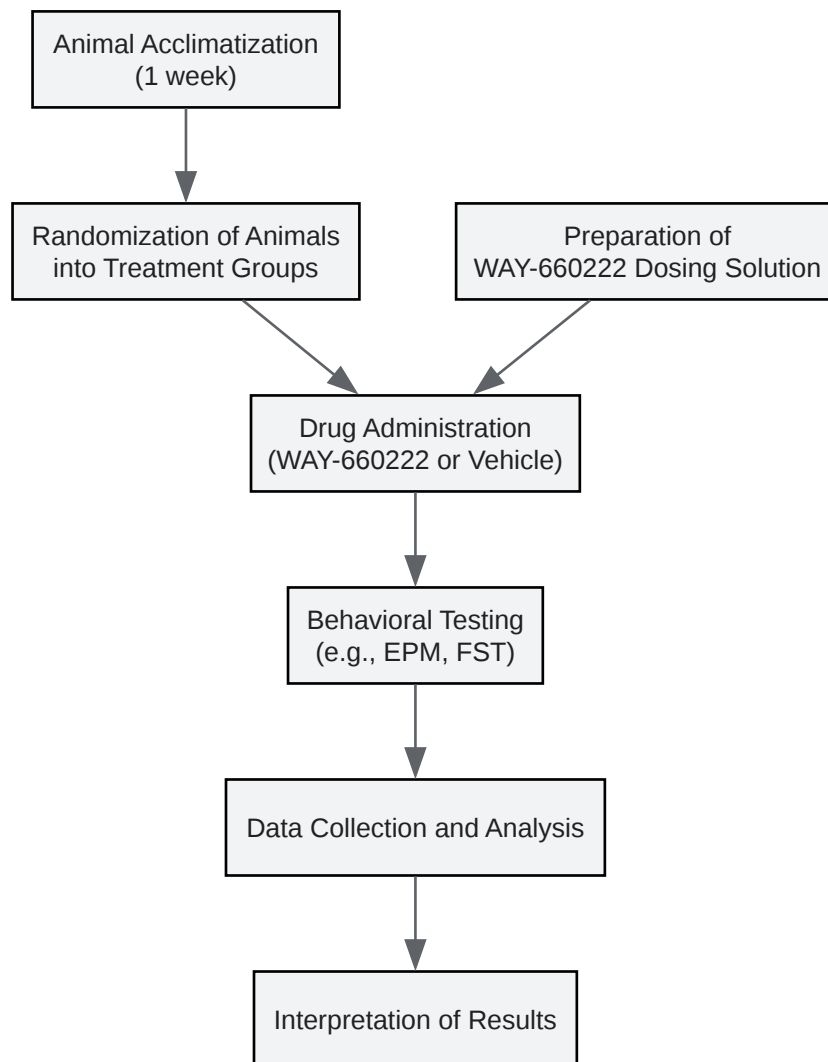 Animal Acclimatization
(1 week)
Randomization of Animals
into Treatment Groups
Preparation of
WAY-660222 Dosing Solution
Drug Administration
(WAY-660222 or Vehicle)
Behavioral Testing
(e.g., EPM, FST)
Data Collection and Analysis
Interpretation of Results